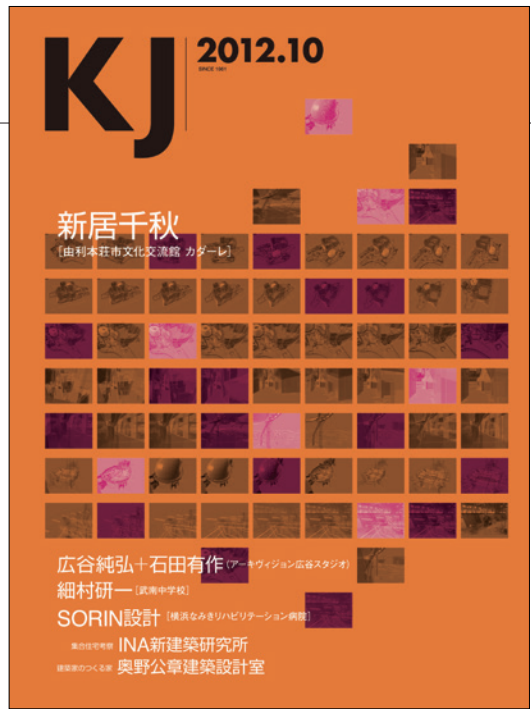 KJ
2012.10
SINCE 1961
新居千秋
[由利本荘市文化交流館 カダーレ]
広谷純弘+石田有作(アーキヴィジョン広谷スタジオ)
細村研一[武南中学校]
SORIN設計[横浜なみきリハビリテーション病院]
集合住宅考察 INA新建築研究所
建築家のつくる家 奥野公章建築設計室